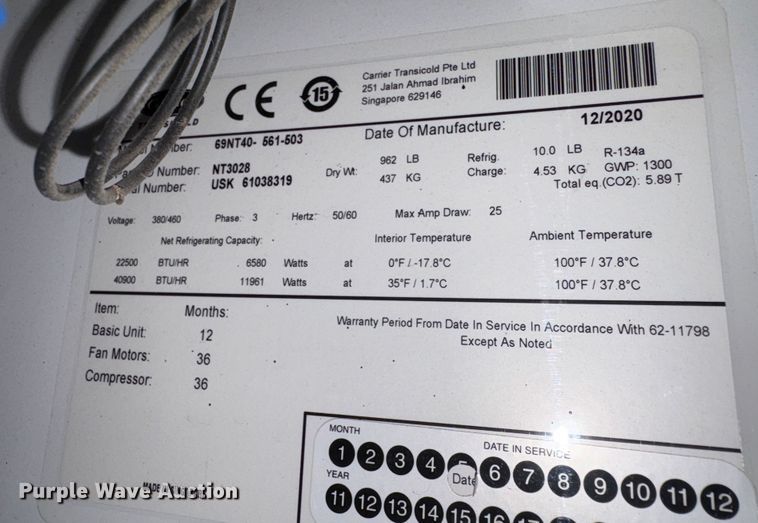 CE
15
Carrier Transicold Pte Ltd
251 Jalan Ahmad Ibrahim
Singapore 629146
Number: 69NT40- 561-503
Date Of Manufacture: 12/2020
Number: NT3028
Number: USK 61038319
Dry Wt: 962 LB
437 KG
Refrig. Charge: 10.0 LB
4.53 KG
R-134a
GWP: 1300
Total eq.(CO2): 5.89 T
Voltage: 380/460 Phase: 3 Hertz: 50/60 Max Amp Draw: 25
Net Refrigerating Capacity: Interior Temperature Ambient Temperature
22500 BTU/HR 6580 Watts at 0°F / -17.8°C 100°F / 37.8°C
40900 BTU/HR 11961 Watts at 35°F / 1.7°C 100°F / 37.8°C
Item: Months:
Basic Unit: 12
Fan Motors: 36
Compressor: 36
Warranty Period From Date In Service In Accordance With 62-11798
Except As Noted
MONTH DATE IN SERVICE
1 2 3 4 Date 6 7 8 9 10 11 12
YEAR
11 12 13 14 15 16
MADE IN
Purple Wave Auction